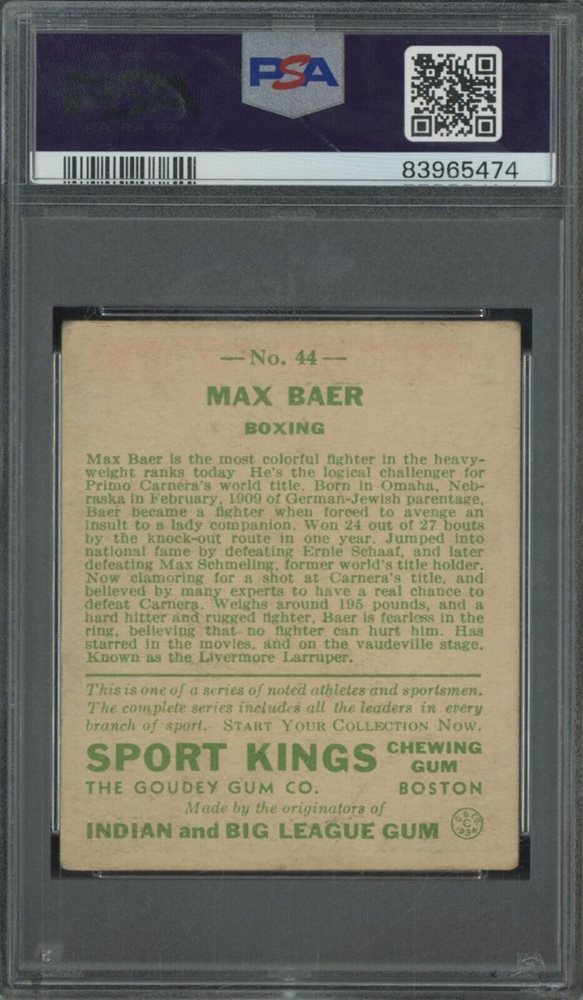 PSA
PSA
83965474
— No. 44 —
MAX BAER
BOXING
Max Baer is the most colorful fighter in the heavy-
weight ranks today He's the logical challenger for
Primo Carnera's world title. Born in Omaha, Neb-
raska in February, 1909 of German-Jewish parentage,
Baer became a fighter when forced to avenge an
insult to a lady companion. Won 24 out of 27 bouts
by the knock-out route in one year. Jumped into
national fame by defeating Ernie Schaaf, and later
defeating Max Schmeling, former world's title holder.
Now clamoring for a shot at Carnera's title, and
believed by many experts to have a real chance to
defeat Carnera. Weighs around 195 pounds, and a
hard hitter and rugged fighter, Baer is fearless in the
ring, believing that no fighter can hurt him. Has
starred in the movies, and on the vaudeville stage.
Known as the Livermore Larruper.
This is one of a series of noted athletes and sportsmen.
The complete series includes all the leaders in every
branch of sport. START YOUR COLLECTION NOW.
SPORT KINGS CHEWING GUM
THE GOUDEY GUM CO. BOSTON
Made by the originators of
INDIAN and BIG LEAGUE GUM
G. G. CO.
C
1934
PSA